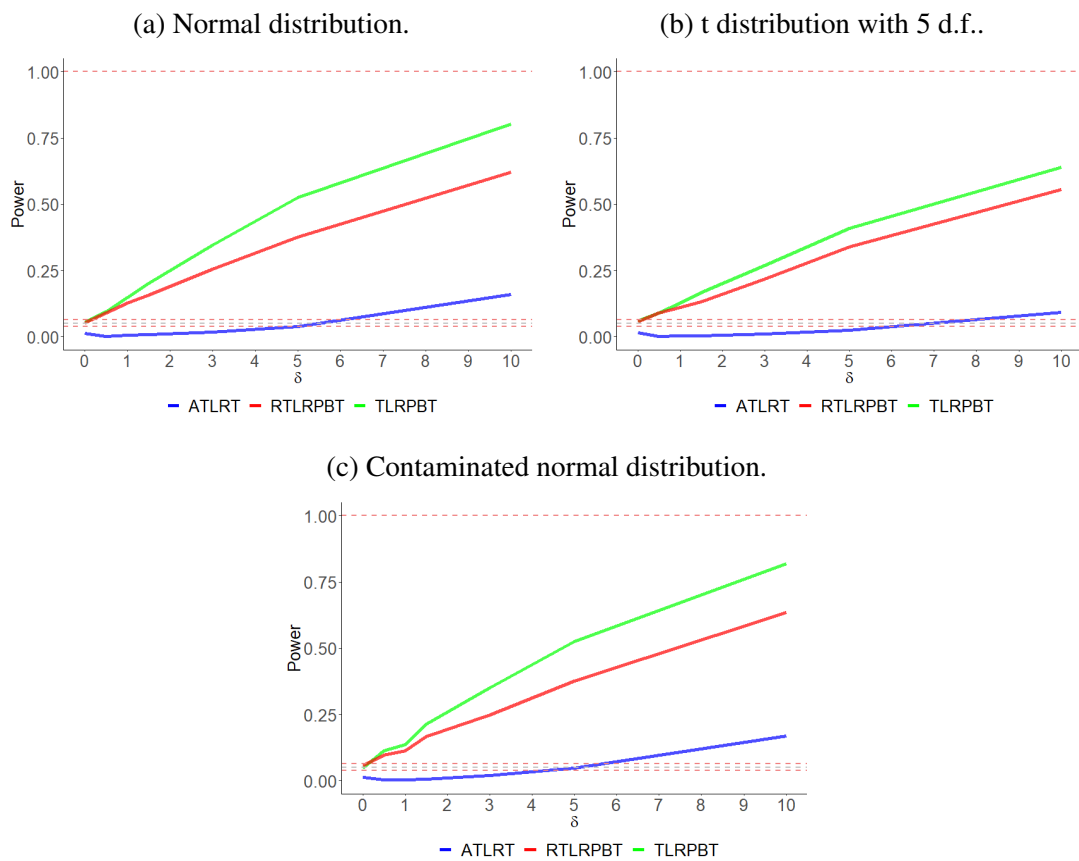 (a) Normal distribution.
1.00
0.75
0.50
0.25
0.00
Power
0 1 2 3 4 5 6 7 8 9 10
δ
ATLRT RTLRPBT TLRPBT
(b) t distribution with 5 d.f..
1.00
0.75
0.50
0.25
0.00
Power
0 1 2 3 4 5 6 7 8 9 10
δ
ATLRT RTLRPBT TLRPBT
(c) Contaminated normal distribution.
1.00
0.75
0.50
0.25
0.00
Power
0 1 2 3 4 5 6 7 8 9 10
δ
ATLRT RTLRPBT TLRPBT